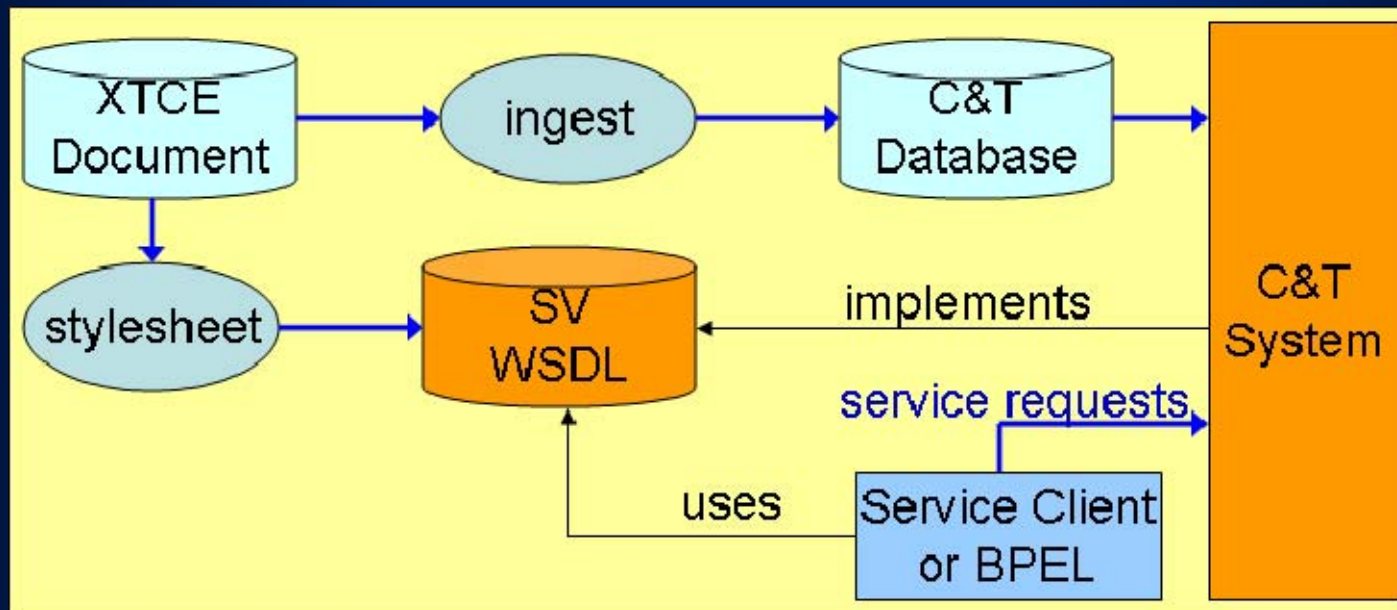 XTCE
Document
ingest
C&T
Database
stylesheet
SV
WSDL
implements
C&T
System
service requests
uses
Service Client
or BPEL